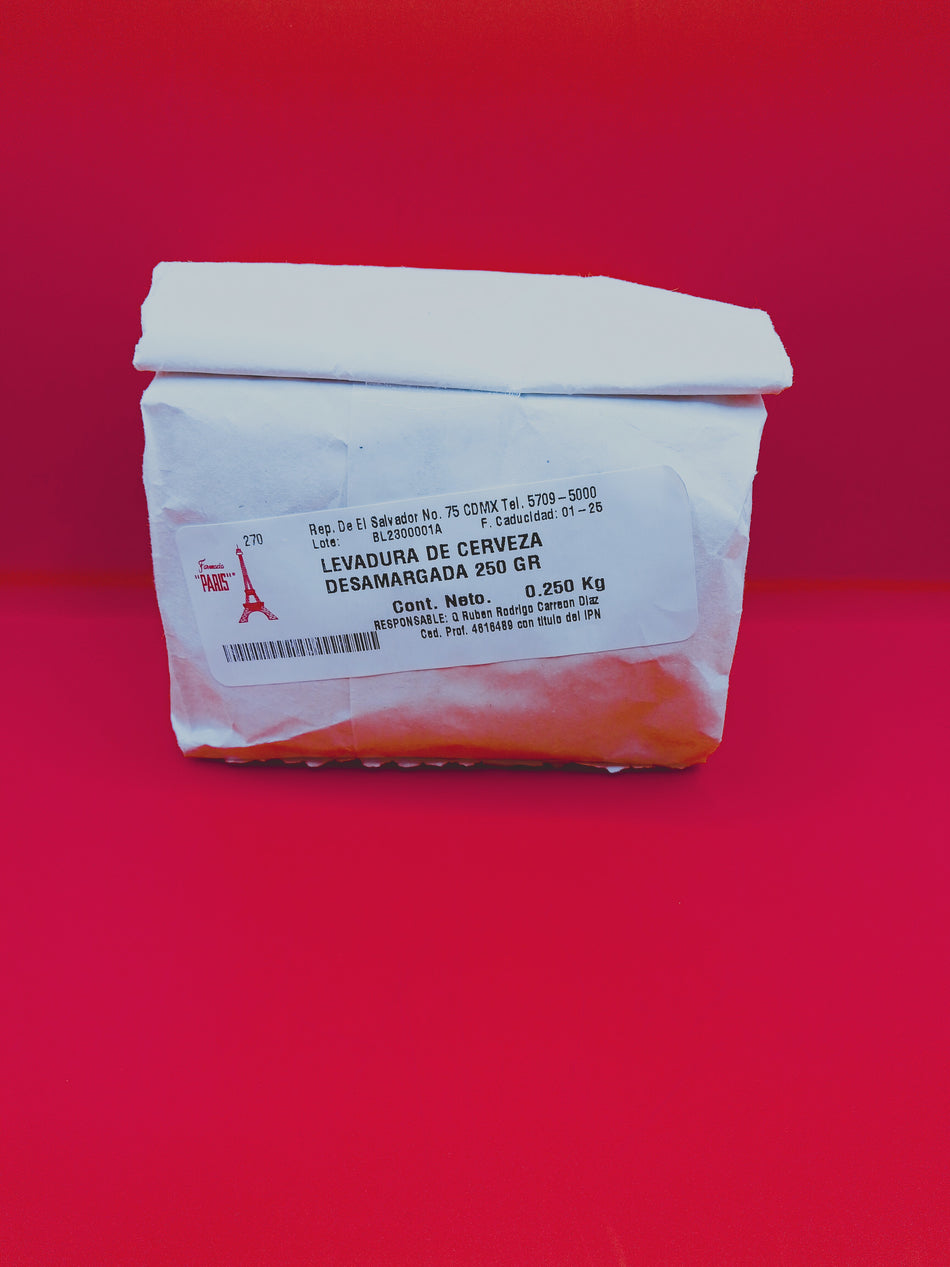 270
Farmacia
"PARIS"
Rep. De El Salvador No. 75 CDMX Tel. 5709-5000
Lote: BL2300001A F. Caducidad: 01-25
LEVADURA DE CERVEZA
DESAMARGADA 250 GR
Cont. Neto. 0.250 Kg
RESPONSABLE: Q Ruben Rodrigo Carreon Diaz
Ced. Prof. 4816489 con titulo del IPN